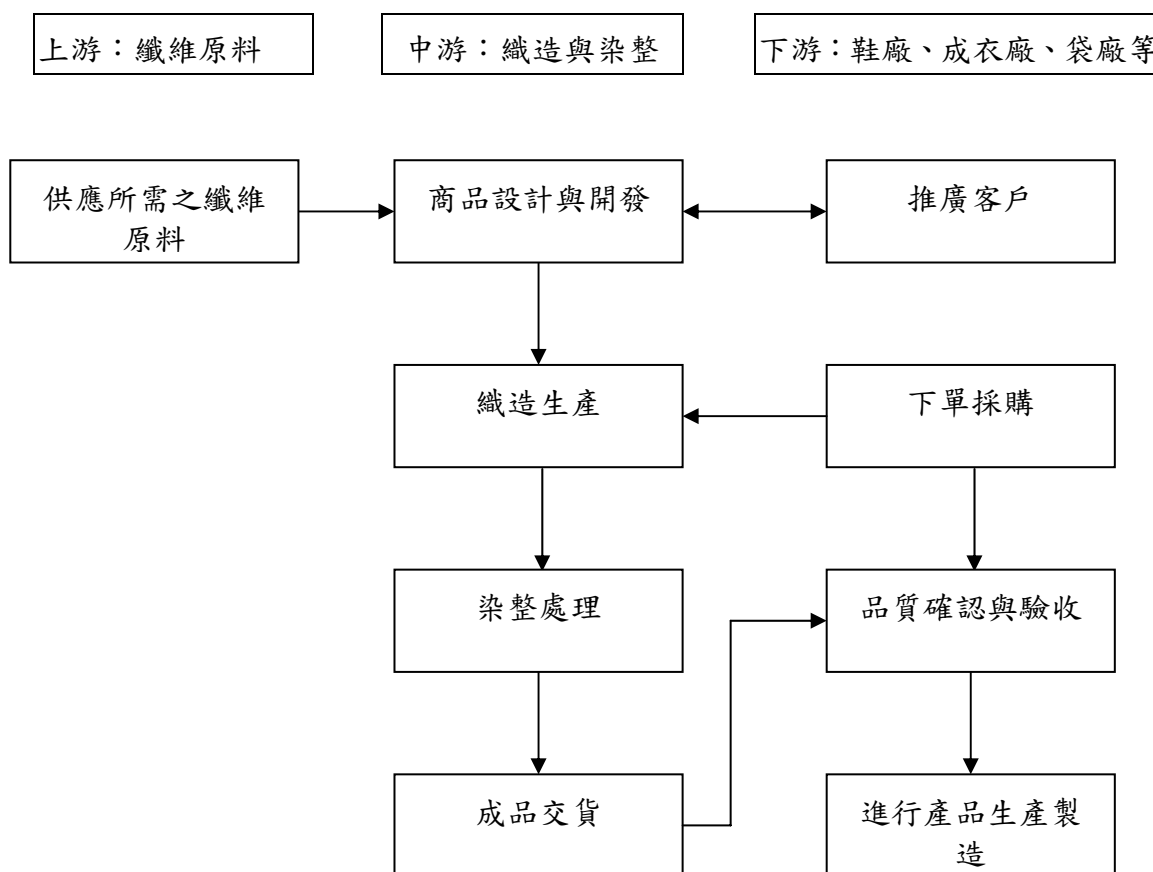 上游：纖維原料
中游：織造與染整
下游：鞋廠、成衣廠、袋廠等
供應所需之纖維
原料
商品設計與開發
推廣客戶
織造生產
下單採購
染整處理
品質確認與驗收
成品交貨
進行產品生產製
造